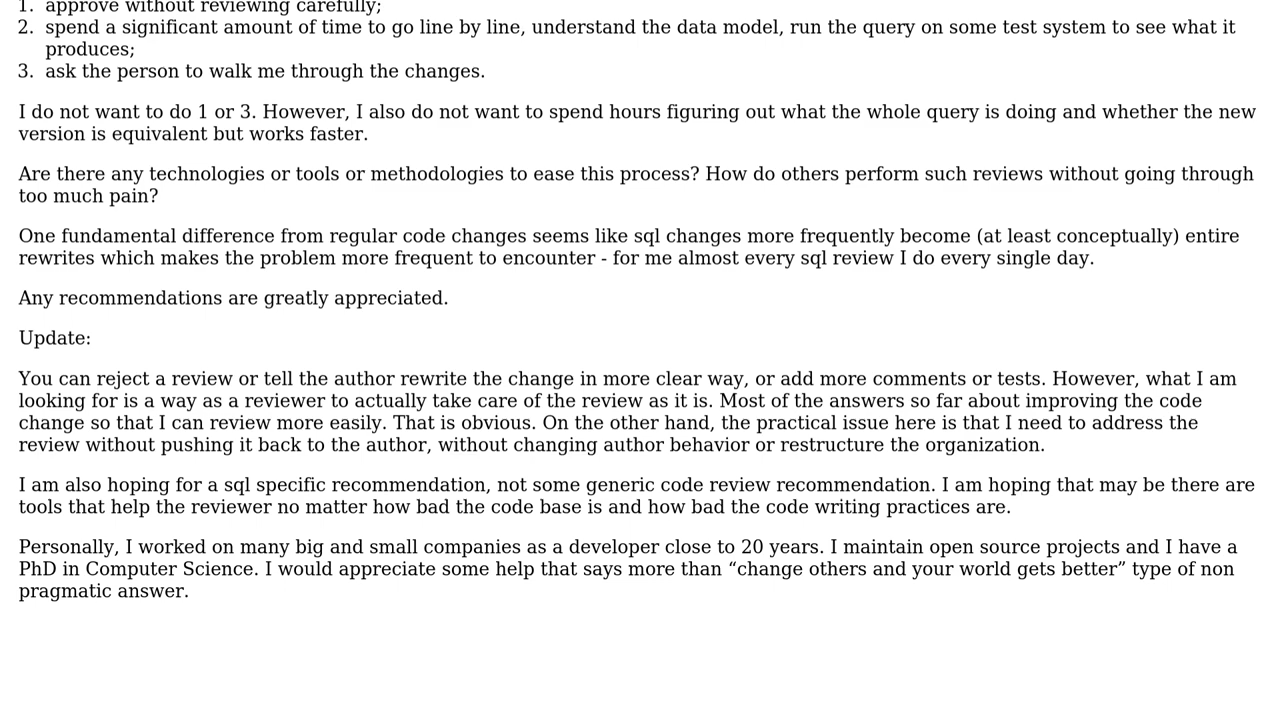 1. approve without reviewing carefully;
2. spend a significant amount of time to go line by line, understand the data model, run the query on some test system to see what it
produces;
3. ask the person to walk me through the changes.
I do not want to do 1 or 3. However, I also do not want to spend hours figuring out what the whole query is doing and whether the new
version is equivalent but works faster.
Are there any technologies or tools or methodologies to ease this process? How do others perform such reviews without going through
too much pain?
One fundamental difference from regular code changes seems like sql changes more frequently become (at least conceptually) entire
rewrites which makes the problem more frequent to encounter - for me almost every sql review I do every single day.
Any recommendations are greatly appreciated.
Update:
You can reject a review or tell the author rewrite the change in more clear way, or add more comments or tests. However, what I am
looking for is a way as a reviewer to actually take care of the review as it is. Most of the answers so far about improving the code
change so that I can review more easily. That is obvious. On the other hand, the practical issue here is that I need to address the
review without pushing it back to the author, without changing author behavior or restructure the organization.
I am also hoping for a sql specific recommendation, not some generic code review recommendation. I am hoping that may be there are
tools that help the reviewer no matter how bad the code base is and how bad the code writing practices are.
Personally, I worked on many big and small companies as a developer close to 20 years. I maintain open source projects and I have a
PhD in Computer Science. I would appreciate some help that says more than “change others and your world gets better” type of non
pragmatic answer.